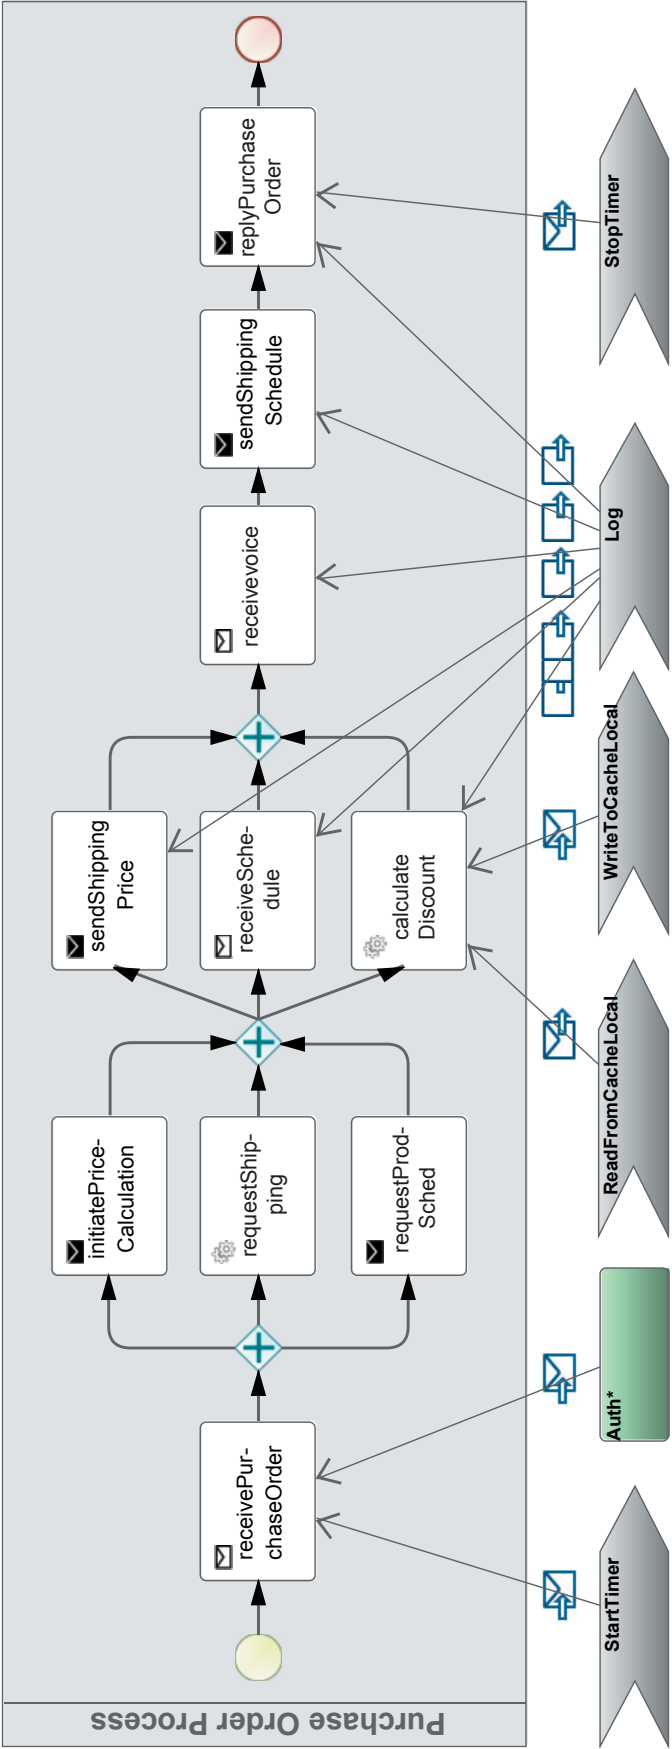 Purchase Order Process
receivePur-
chaseOrder
initiatePrice-
Calculation
requestShip-
ping
requestProd-
Sched
sendShipping
Price
receiveSche-
dule
calculate
Discount
receivevoice
sendShipping
Schedule
replyPurchase
Order
StartTimer
Auth*
ReadFromCacheLocal
WriteToCacheLocal
Log
StopTimer